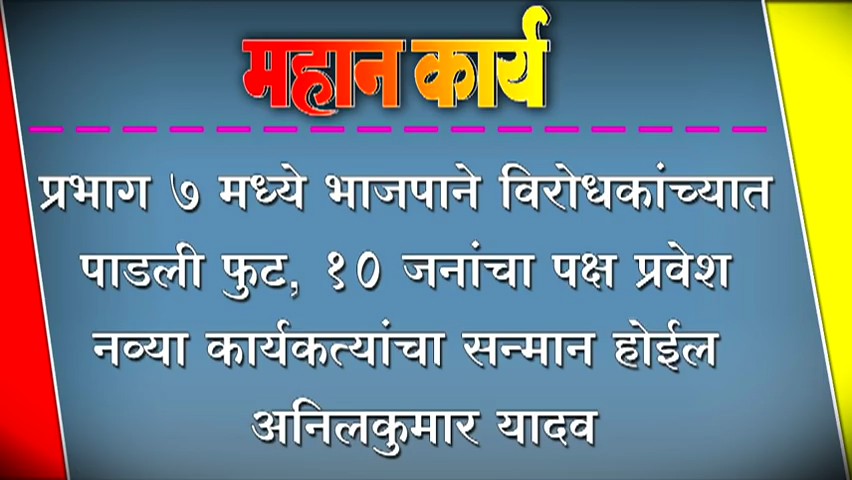 महान कार्य
प्रभाग ७ मध्ये भाजपाने विरोधकांच्यात
पाडली फुट, १० जनांचा पक्ष प्रवेश
नव्या कार्यकत्यांचा सन्मान होईल
अनिलकुमार यादव